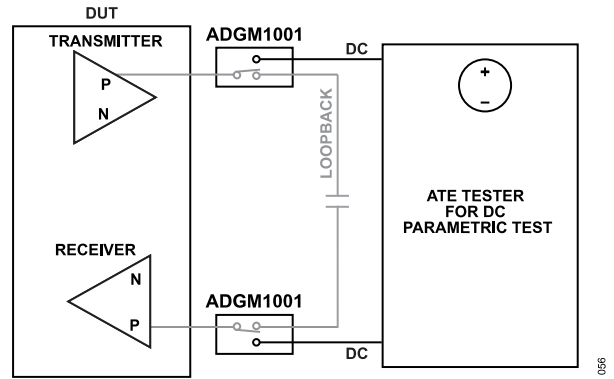 DUT
TRANSMITTER
P
N
ADGM1001
DC
LOOPBACK
+
−
ATE TESTER
FOR DC
PARAMETRIC TEST
RECEIVER
N
P
ADGM1001
DC
056